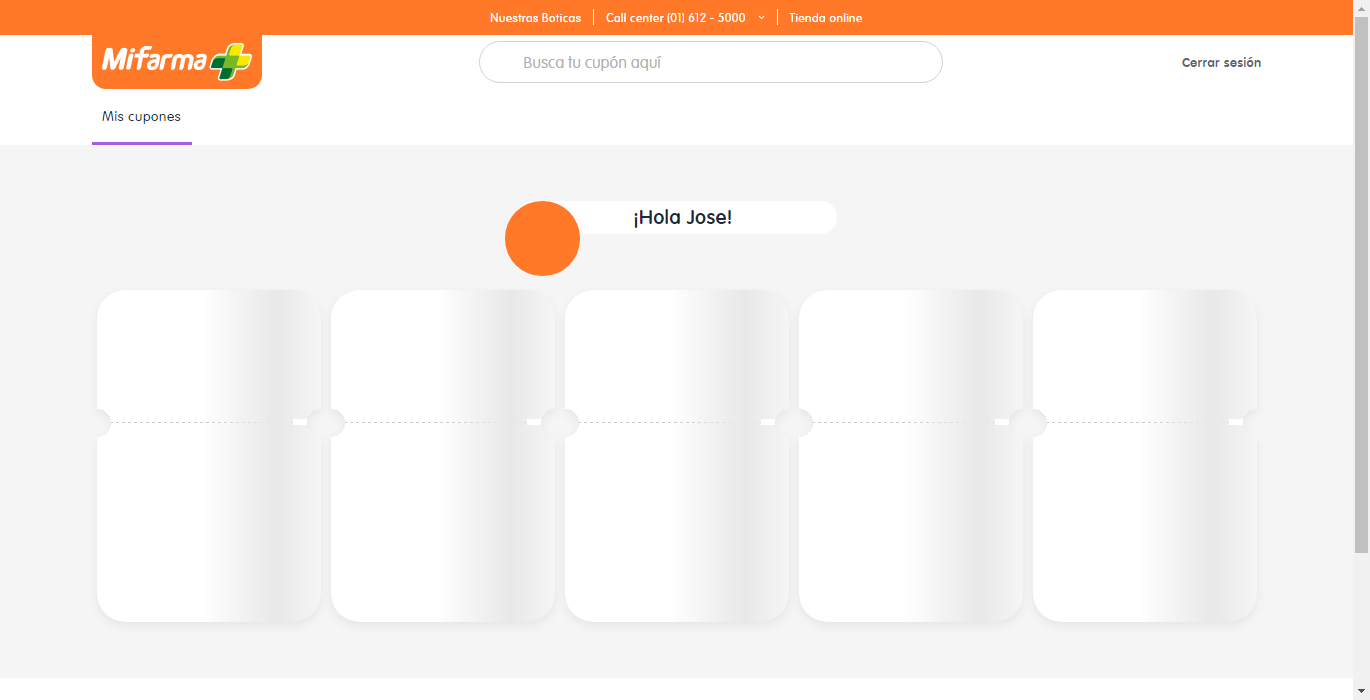 Nuestras Boticas
Call center (01) 612 - 5000
Tienda online
Mifarma
Busca tu cupón aquí
Cerrar sesión
Mis cupones
¡Hola Jose!